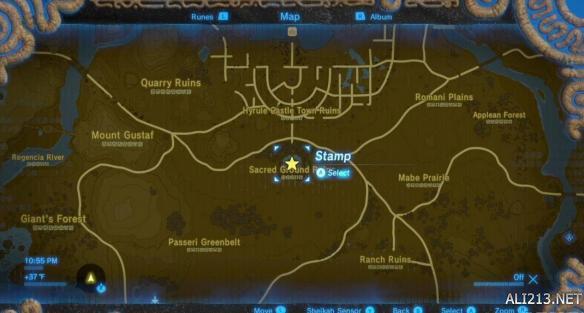 Runes L Map R Album
Quarry Ruins
Hyrule Castle Town Ruins
Romani Plains
Applean Forest
Mount Gustaf
Regencia River
Stamp
Sacred Ground
A Select
Mabe Prairie
Giant's Forest
Passeri Greenbelt
Ranch Ruins
10:55 PM
+37°F
Off
ALI213.NET
Move L Sheikah Sensor Back B Select A Zoom